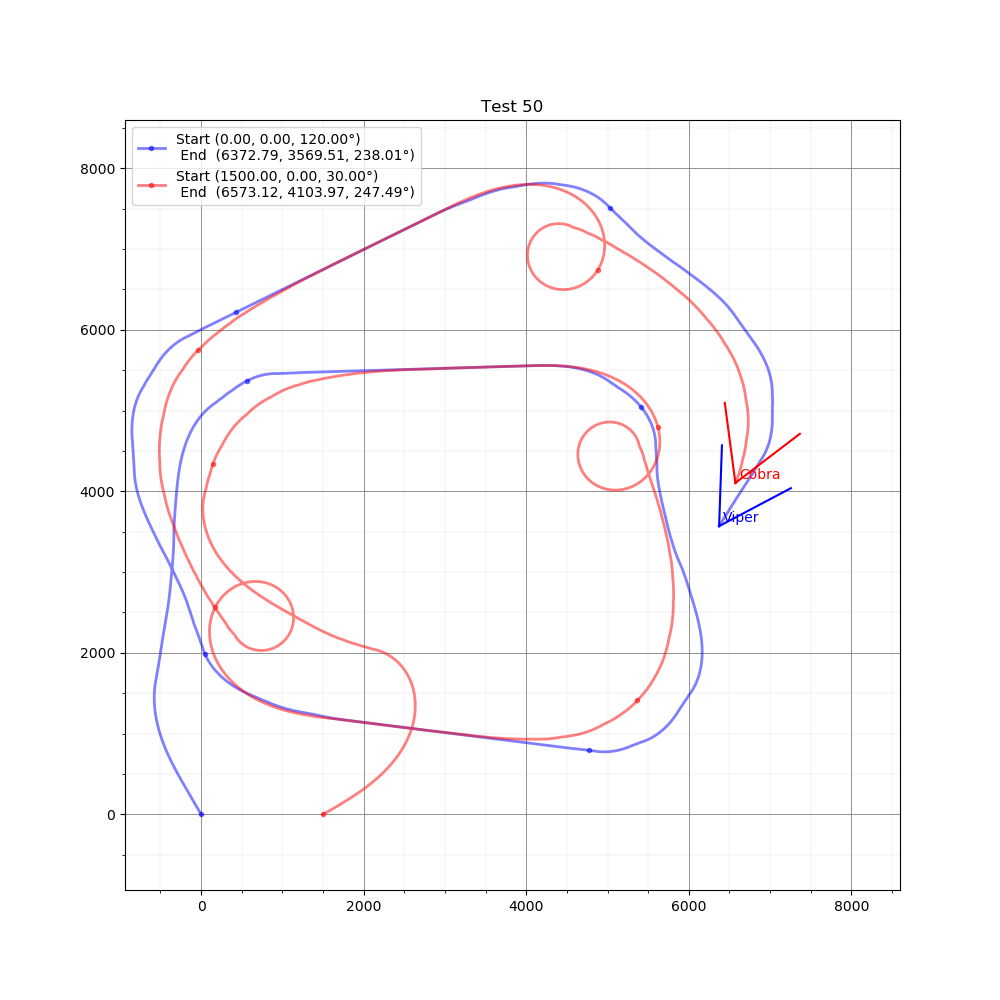 Test 50
Start (0.00, 0.00, 120.00°)
End (6372.79, 3569.51, 238.01°)
Start (1500.00, 0.00, 30.00°)
End (6573.12, 4103.97, 247.49°)
8000
6000
4000
2000
0
Cobra
Viper
0 2000 4000 6000 8000